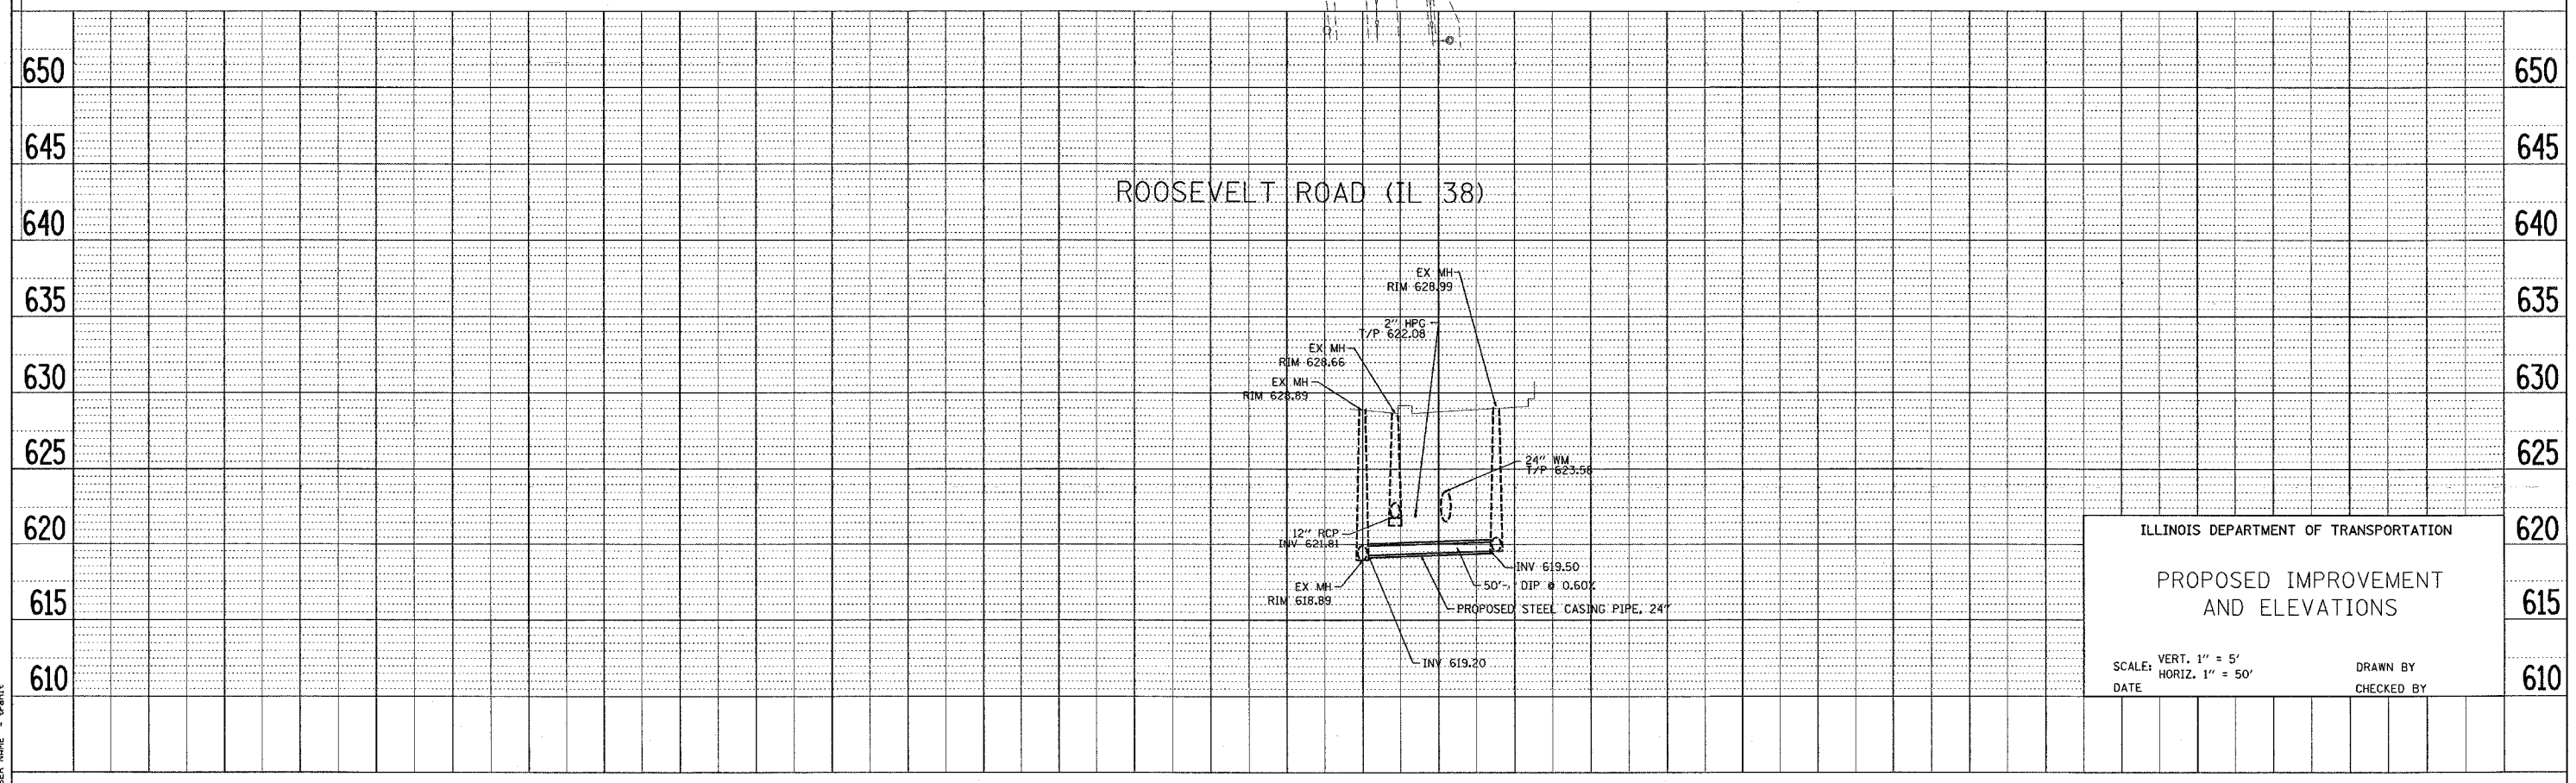 650
650
645
645
ROOSEVELT ROAD (IL 38)
640
640
EX MH
RIM 628.99
635
635
2" HPG
T/P 622.08
EX MH
RIM 628.66
630
630
EX MH
RIM 628.89
625
625
24" WM
T/P 623.58
620
620
12" RCP
INV 621.81
INV 619.50
EX MH
RIM 618.89
50'- DIP @ 0.60%
PROPOSED STEEL CASING PIPE, 24"
615
615
INV 619.20
610
610
ILLINOIS DEPARTMENT OF TRANSPORTATION
PROPOSED IMPROVEMENT
AND ELEVATIONS
SCALE: VERT. 1" = 5'
HORIZ. 1" = 50'
DRAWN BY
DATE
CHECKED BY